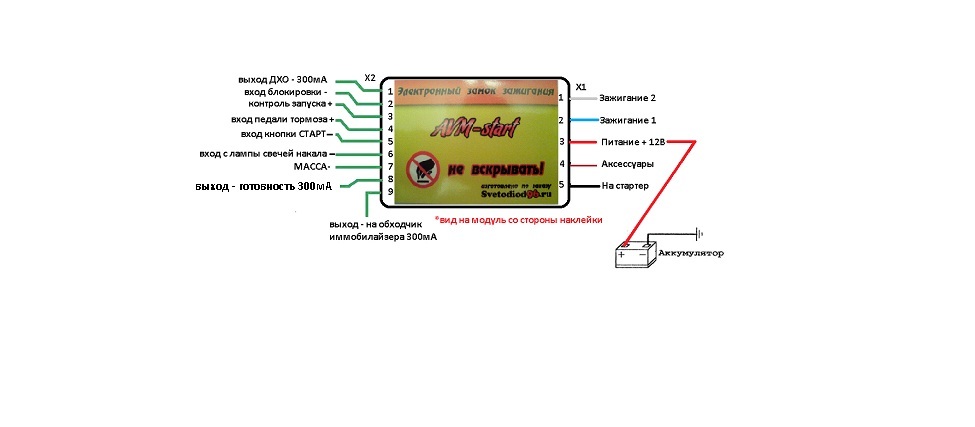 X2
X1
выход ДХО - 300мА
вход блокировки -
контроль запуска +
вход педали тормоза +
вход кнопки СТАРТ–
вход с лампы свечей накала –
МАССА-
выход - готовность 300мА
выход - на обходчик
иммобилайзера 300мА
1
2
3
4
5
6
7
8
9
Электронный замок зажигания
AVM-start
не вскрывать!
изготовлено по заказу
Svetodiod96.ru
1
2
3
4
5
Зажигание 2
Зажигание 1
Питание + 12В
Аксессуары
На стартер
*вид на модуль со стороны наклейки
+ –
Аккумулятор